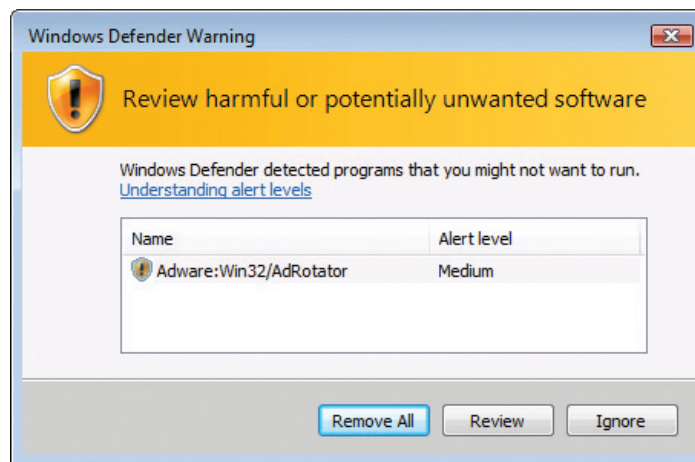 Windows Defender Warning
Review harmful or potentially unwanted software
Windows Defender detected programs that you might not want to run.
Understanding alert levels
Name Alert level
Adware:Win32/AdRotator Medium
Remove All Review Ignore